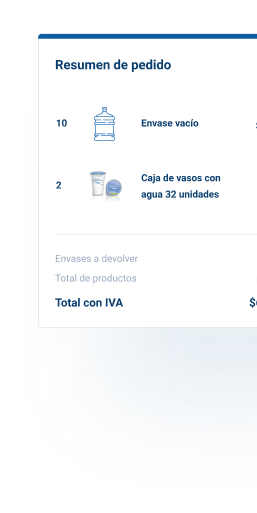 Resumen de pedido
10
Envase vacío
2
Caja de vasos con
agua 32 unidades
Envases a devolver
Total de productos
Total con IVA
$